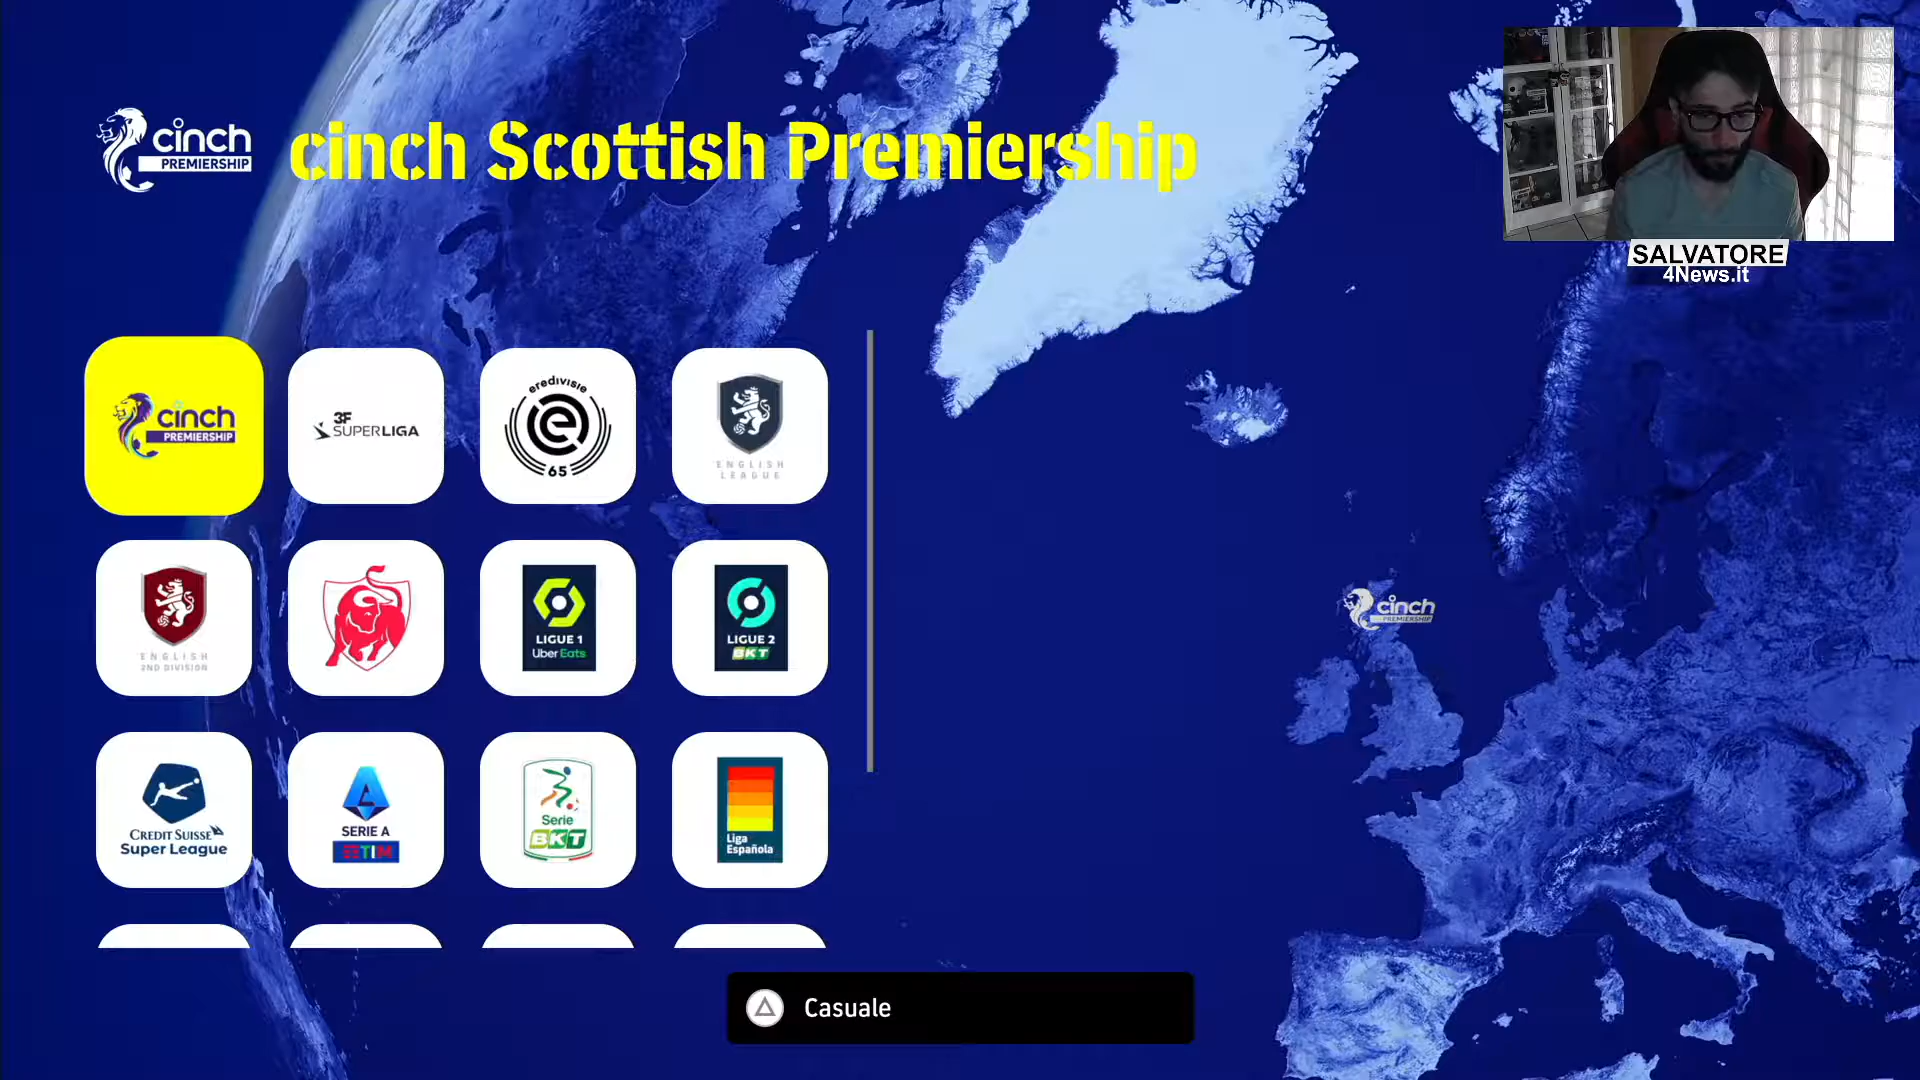 cinch
PREMIERSHIP
cinch Scottish Premiership
SALVATORE
4News.it
cinch
PREMIERSHIP
3F
SUPERLIGA
eredivisie
e
65
ENGLISH
LEAGUE
ENGLISH
2ND DIVISION
LIGUE 1
Uber Eats
LIGUE 2
BKT
cinch
PREMIERSHIP
CREDIT SUISSE
Super League
SERIE A
TIM
Serie
BKT
Liga
Española
Casuale